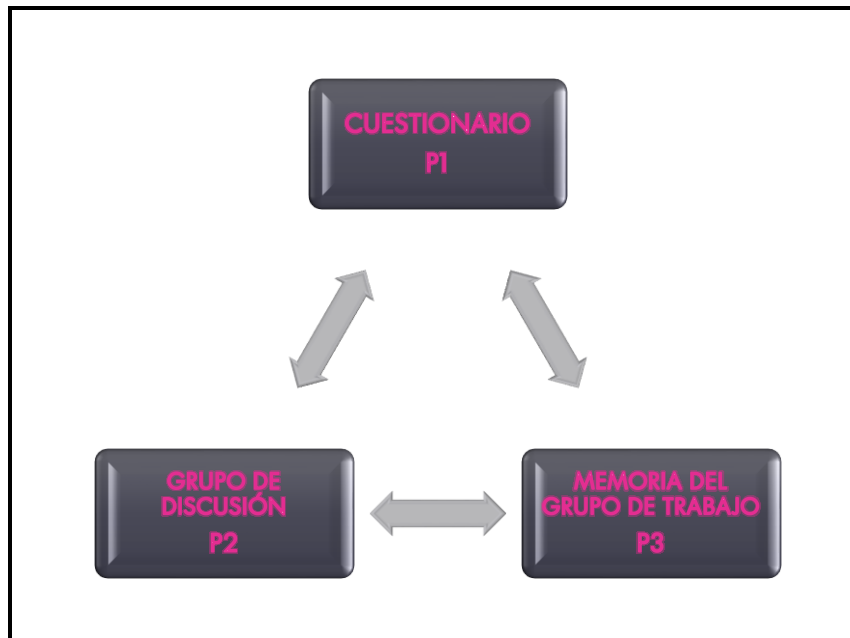 CUESTIONARIO
P1
GRUPO DE
DISCUSIÓN
P2
MEMORIA DEL
GRUPO DE TRABAJO
P3